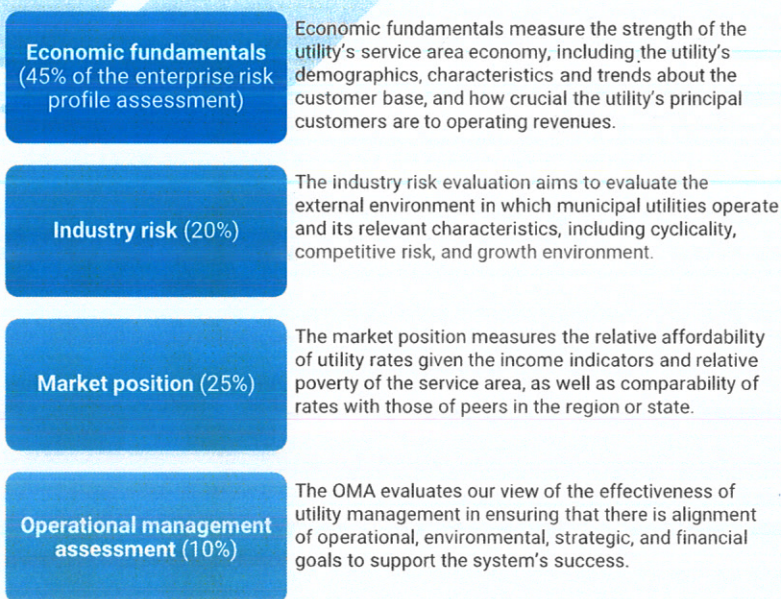 Economic fundamentals
(45% of the enterprise risk
profile assessment)
Economic fundamentals measure the strength of the
utility's service area economy, including the utility's
demographics, characteristics and trends about the
customer base, and how crucial the utility's principal
customers are to operating revenues.
Industry risk (20%)
The industry risk evaluation aims to evaluate the
external environment in which municipal utilities operate
and its relevant characteristics, including cyclicality,
competitive risk, and growth environment.
Market position (25%)
The market position measures the relative affordability
of utility rates given the income indicators and relative
poverty of the service area, as well as comparability of
rates with those of peers in the region or state.
Operational management
assessment (10%)
The OMA evaluates our view of the effectiveness of
utility management in ensuring that there is alignment
of operational, environmental, strategic, and financial
goals to support the system's success.